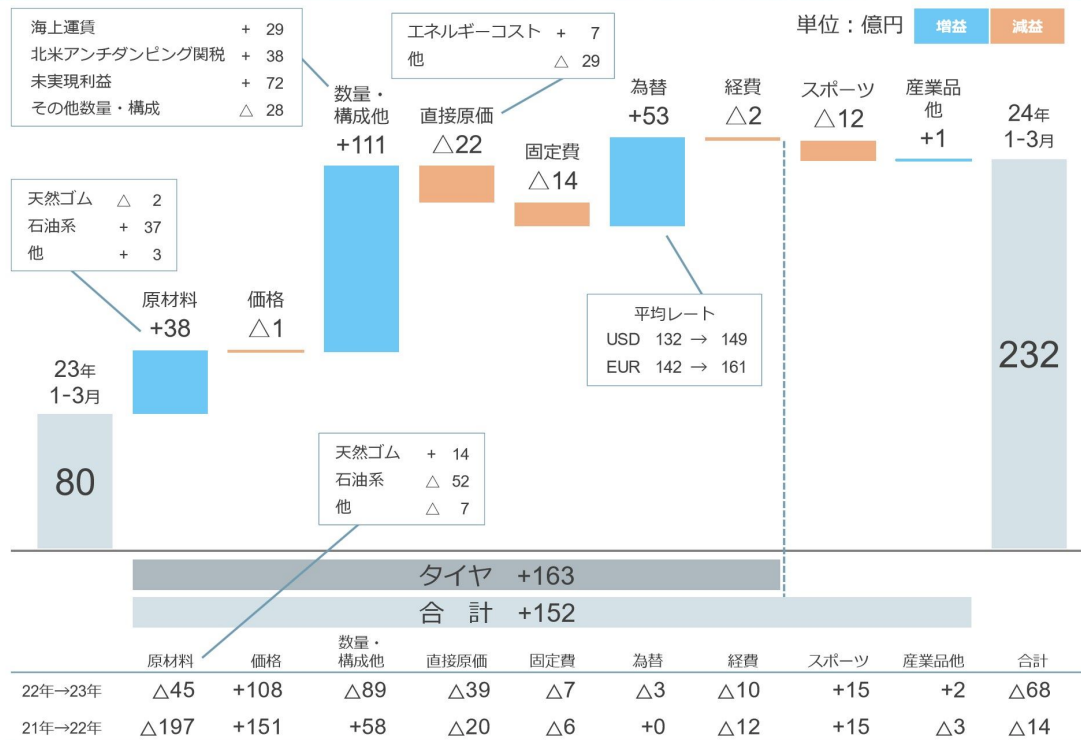 単位：億円 増益 減益
海上運賃 + 29
北米アンチダンピング関税 + 38
未実現利益 + 72
その他数量・構成 △ 28
エネルギーコスト + 7
他 △ 29
天然ゴム △ 2
石油系 + 37
他 + 3
23年
1-3月
80
原材料
+38
価格
△1
数量・
構成他
+111
直接原価
△22
固定費
△14
為替
+53
経費
△2
スポーツ
△12
産業品
他
+1
24年
1-3月
232
平均レート
USD 132 → 149
EUR 142 → 161
天然ゴム + 14
石油系 △ 52
他 △ 7
タイヤ +163
合 計 +152
原材料 価格 数量・
構成他 直接原価 固定費 為替 経費 スポーツ 産業品他 合計
22年→23年 △45 +108 △89 △39 △7 △3 △10 +15 +2 △68
21年→22年 △197 +151 +58 △20 △6 +0 △12 +15 △3 △14